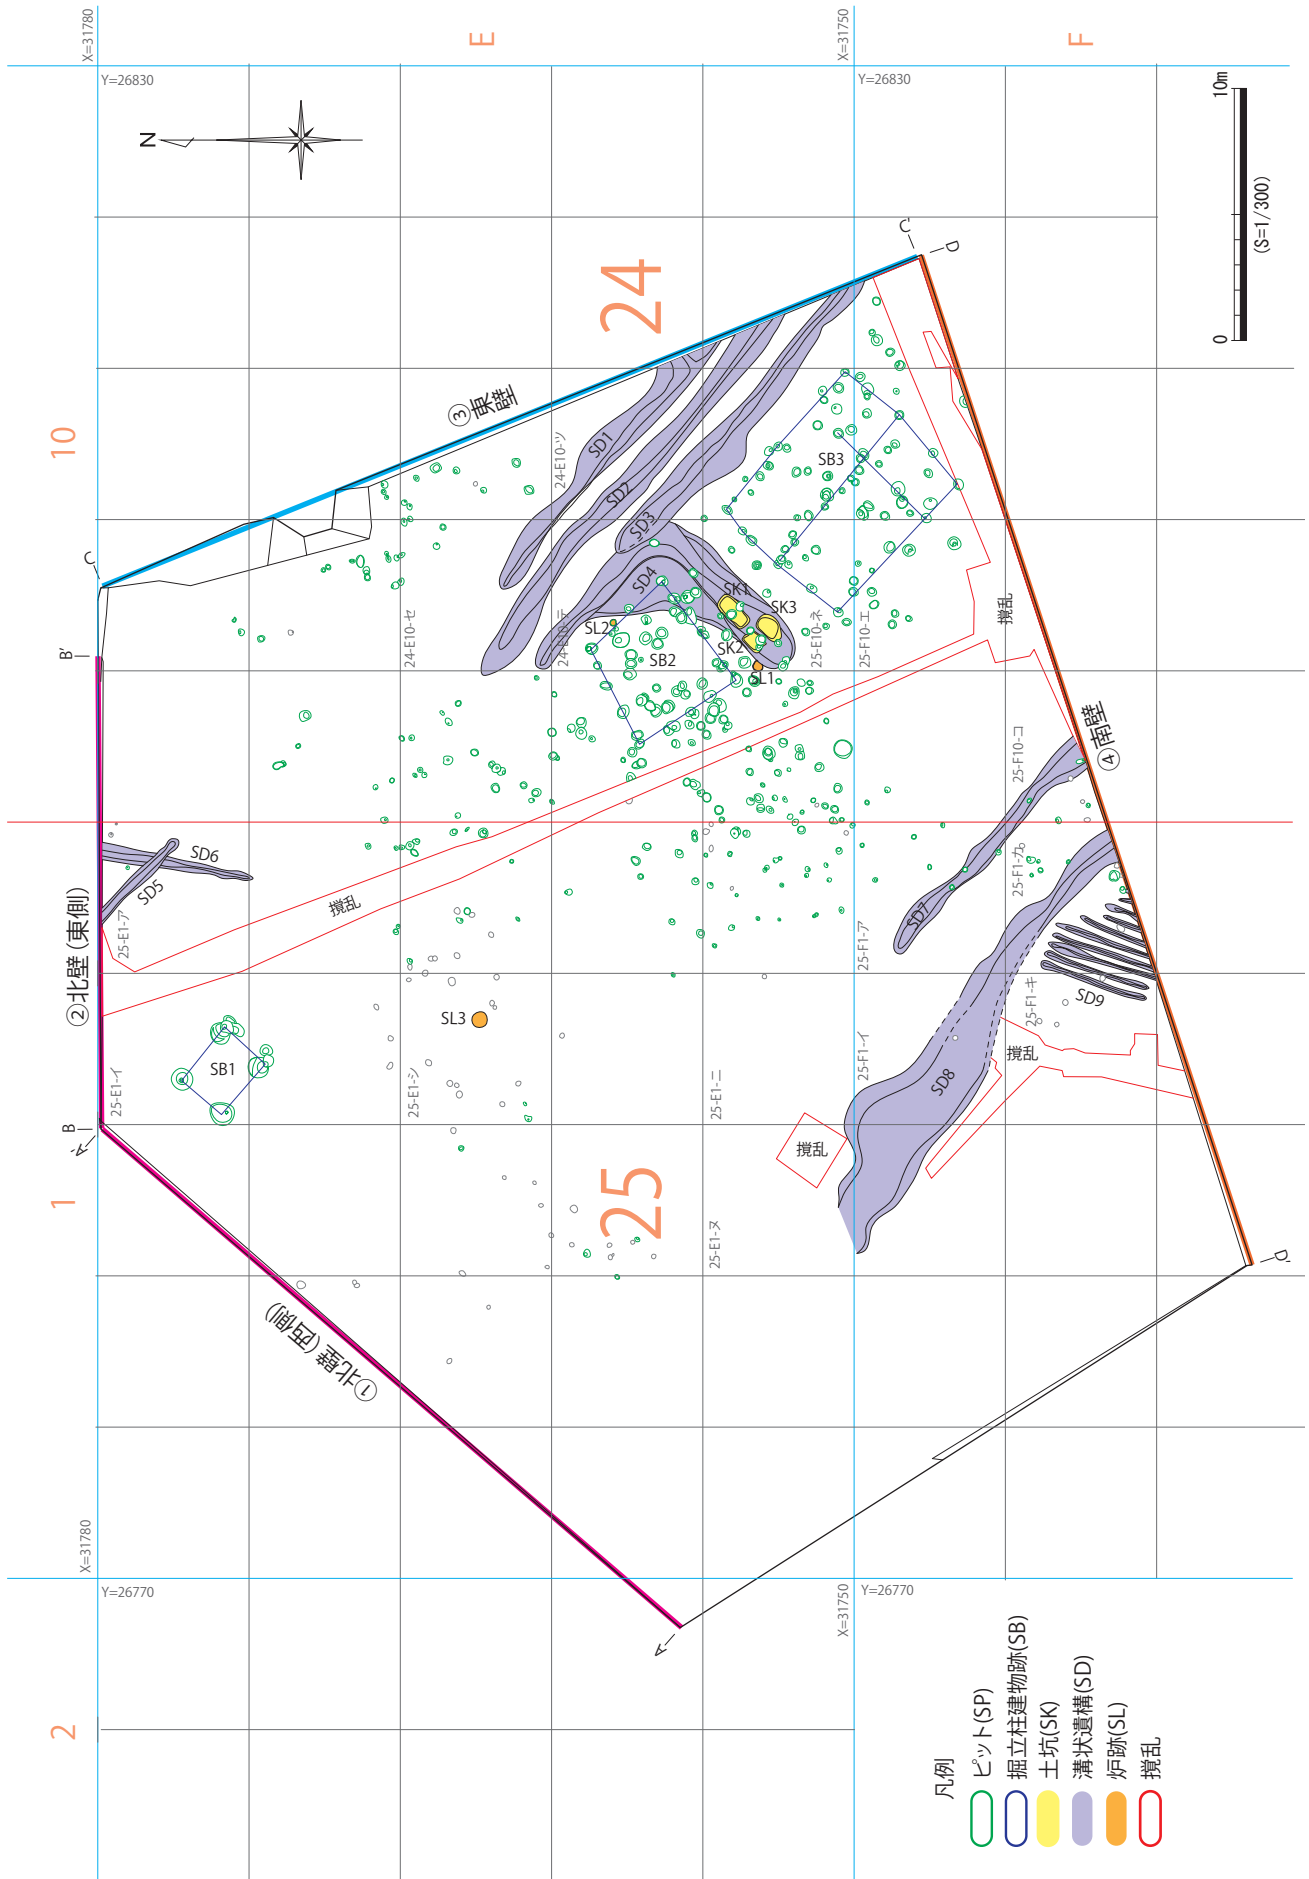 X=31780
Y=26830
E
X=31750
Y=26830
F
N
10m
0
(S=1/300)
24
10
C'
D
③東壁
C
B'
24-E10-ツ
SD1
SD2
SD3
SD4
SB3
SK1
SK3
SK2
SL2
SB2
SL1
24-E10-セ
24-E10-テ
25-E10-ネ
25-F10-エ
撹乱
④南壁
25-F10-コ
②北壁(東側)
SD6
SD5
25-E1-ア
撹乱
25-F1-ア
SD7
25-F1-カ
SL3
SB1
25-E1-イ
25-E1-シ
25-E1-ニ
25-F1-イ
25-F1-キ
SD9
SD8
撹乱
撹乱
B
A'
1
25
25-E1-ヌ
①北壁(西側)
D'
A
X=31780
Y=26770
X=31750
Y=26770
2
凡例
ピット(SP)
掘立柱建物跡(SB)
土坑(SK)
溝状遺構(SD)
炉跡(SL)
撹乱